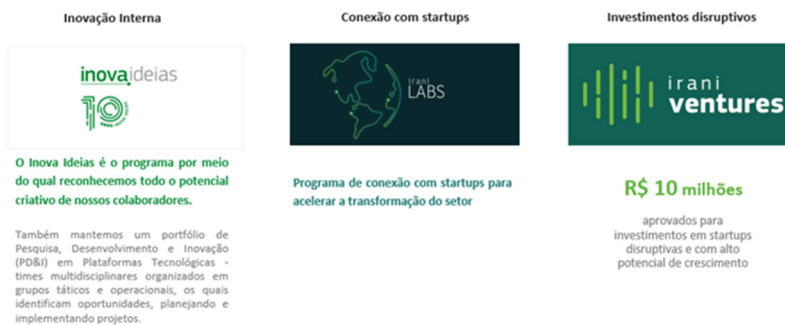 Inovação Interna
inovaideias
10
O Inova Ideias é o programa por meio
do qual reconhecemos todo o potencial
criativo de nossos colaboradores.
Também mantemos um portfólio de
Pesquisa, Desenvolvimento e Inovação
(PD&I) em Plataformas Tecnológicas -
times multidisciplinares organizados em
grupos táticos e operacionais, os quais
identificam oportunidades, planejando e
implementando projetos.
Conexão com startups
irani
LABS
Programa de conexão com startups para
acelerar a transformação do setor
Investimentos disruptivos
irani
ventures
R$ 10 milhões
aprovados para
investimentos em startups
disruptivas e com alto
potencial de crescimento